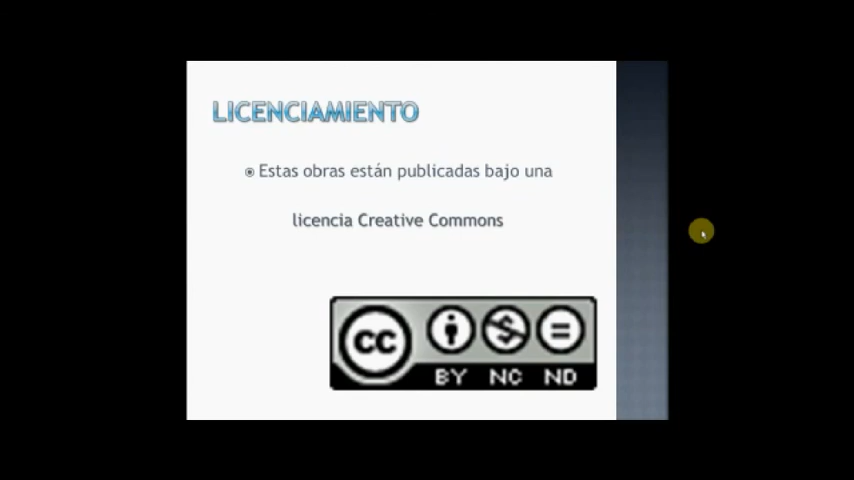 LICENCIAMIENTO
Estas obras están publicadas bajo una
licencia Creative Commons
CC
BY NC ND